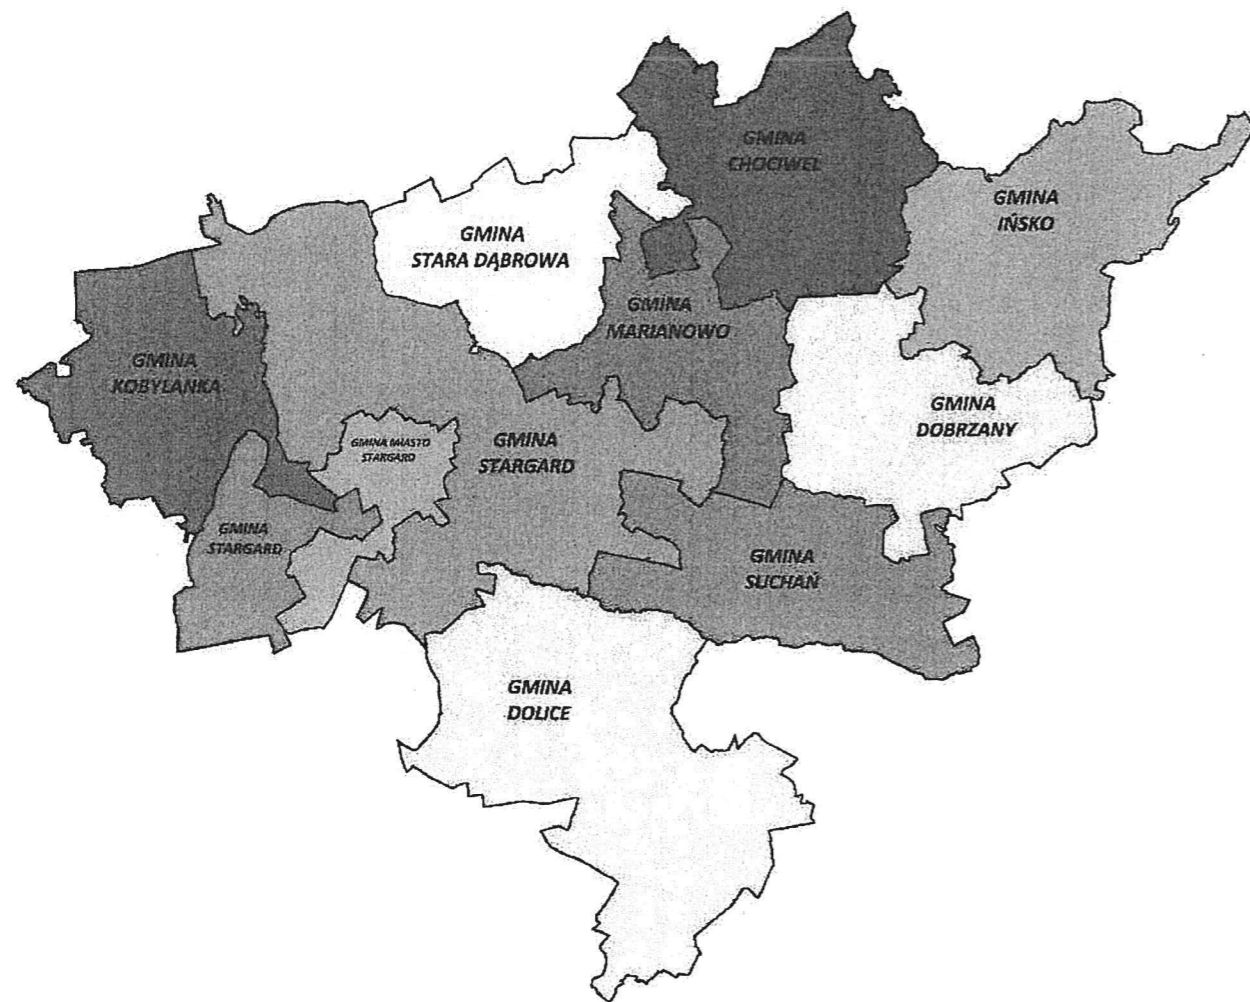 GMINA
CHOCIWEL
GMINA
IŃSKO
GMINA
STARA DĄBROWA
GMINA
MARIANOWO
GMINA
KOBYLANKA
GMINA
DOBRZANY
GMINA MIASTO
STARGARD
GMINA
STARGARD
GMINA
STARGARD
GMINA
SUCHAŃ
GMINA
DOLICE